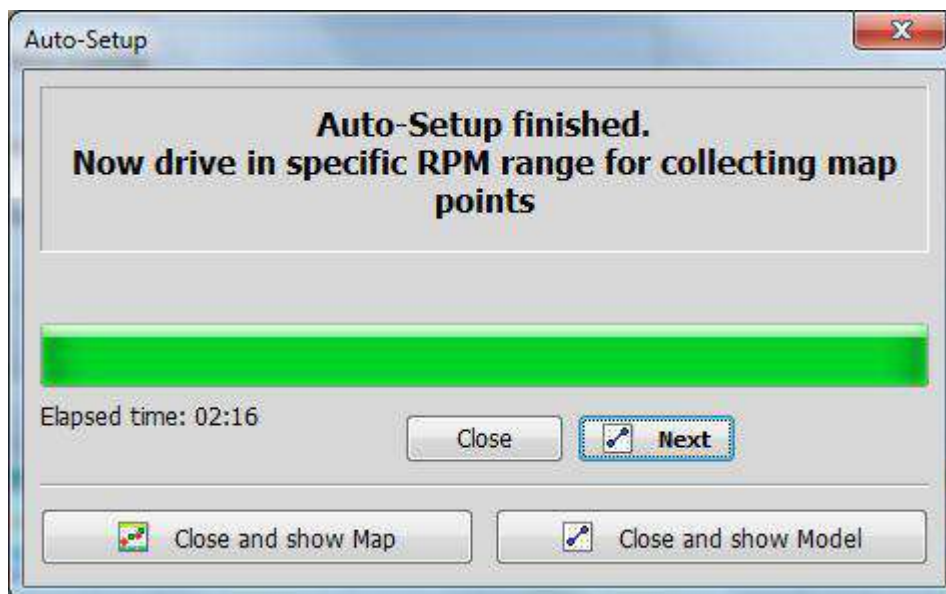 Auto-Setup
Auto-Setup finished.
Now drive in specific RPM range for collecting map
points
Elapsed time: 02:16
Close
Next
Close and show Map
Close and show Model